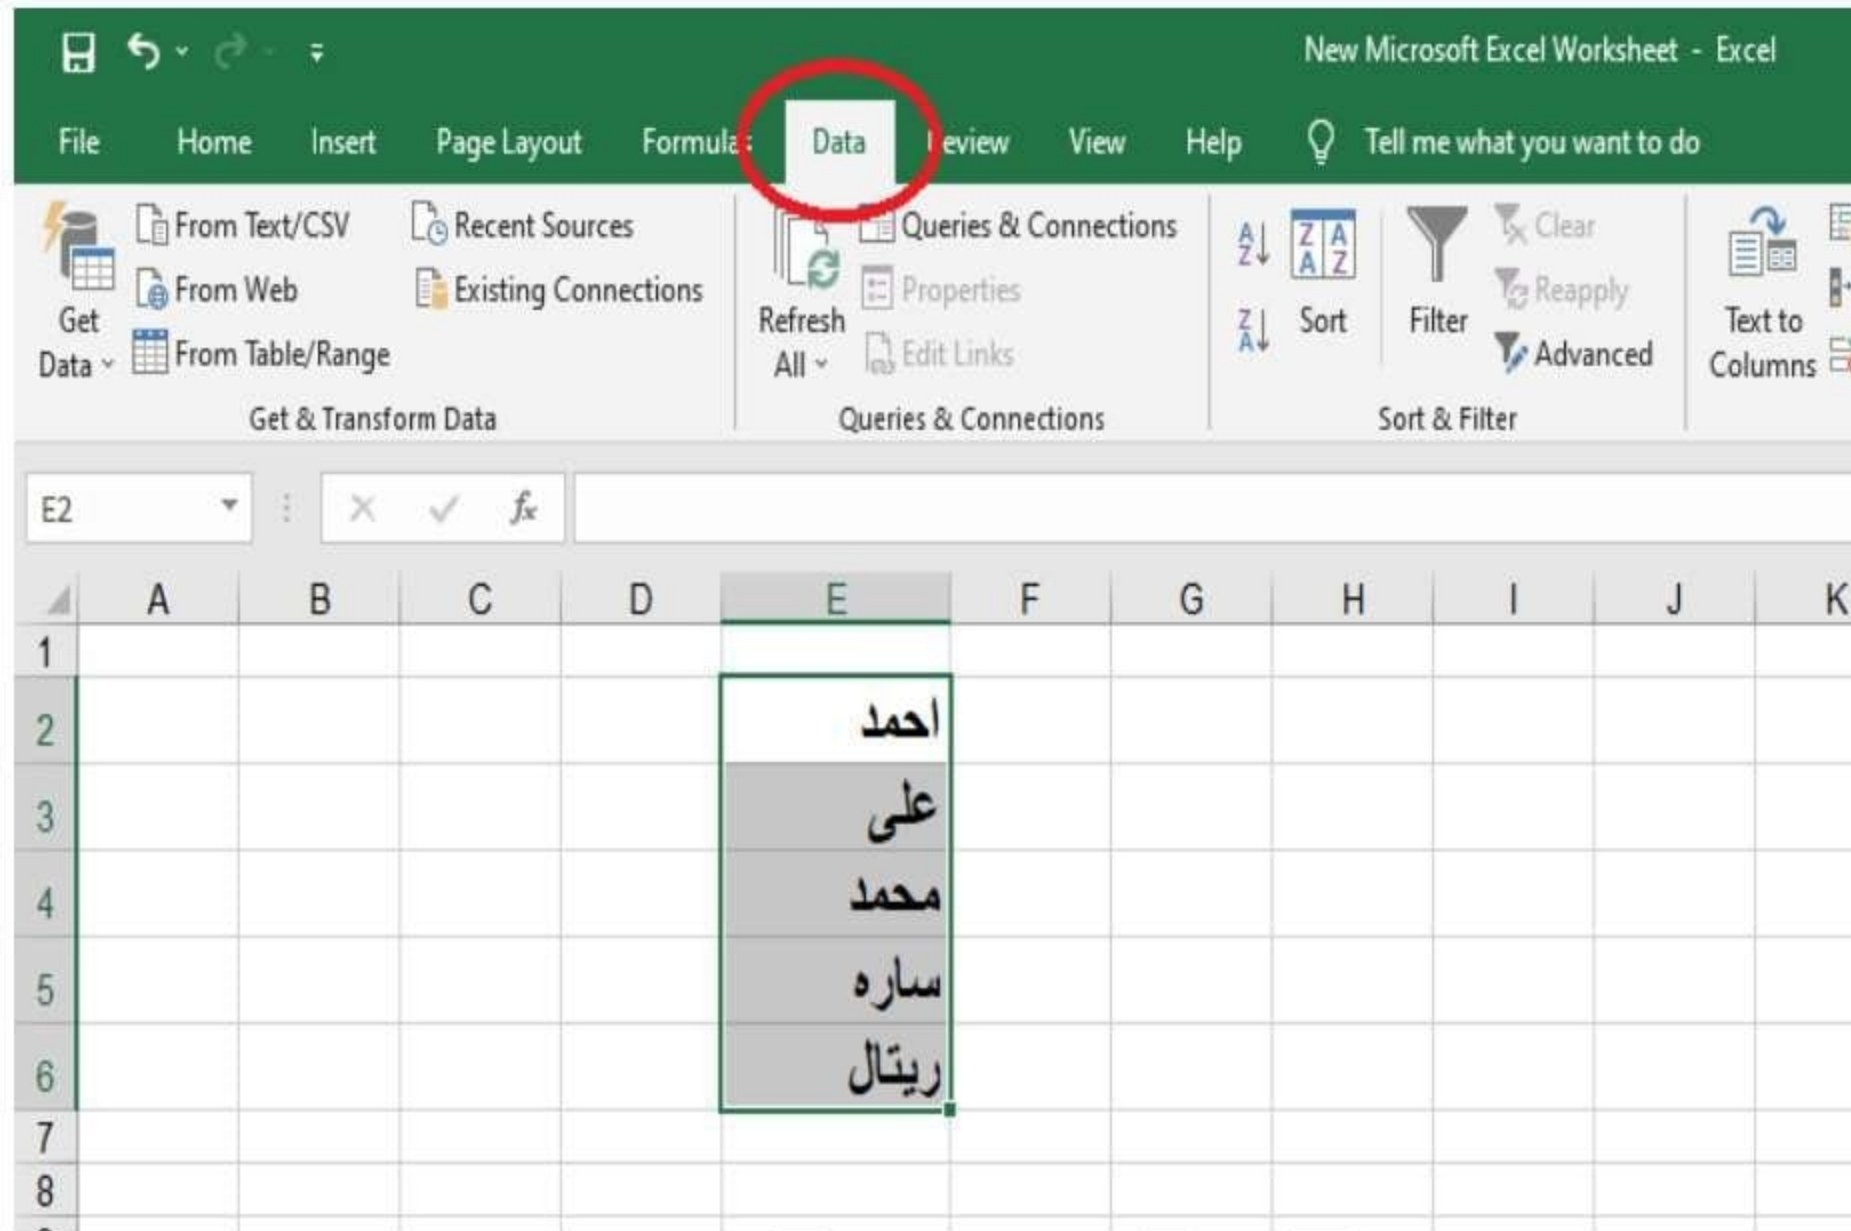 New Microsoft Excel Worksheet - Excel
File Home Insert Page Layout Formulas Data Review View Help Tell me what you want to do
From Text/CSV Recent Sources Queries & Connections Clear
From Web Existing Connections Properties Reapply
Get Data From Table/Range Refresh All Edit Links Sort Filter Advanced Text to Columns
Get & Transform Data Queries & Connections Sort & Filter
E2 fx
A B C D E F G H I J K
1
2 احمد
3 على
4 محمد
5 ساره
6 ريتال
7
8